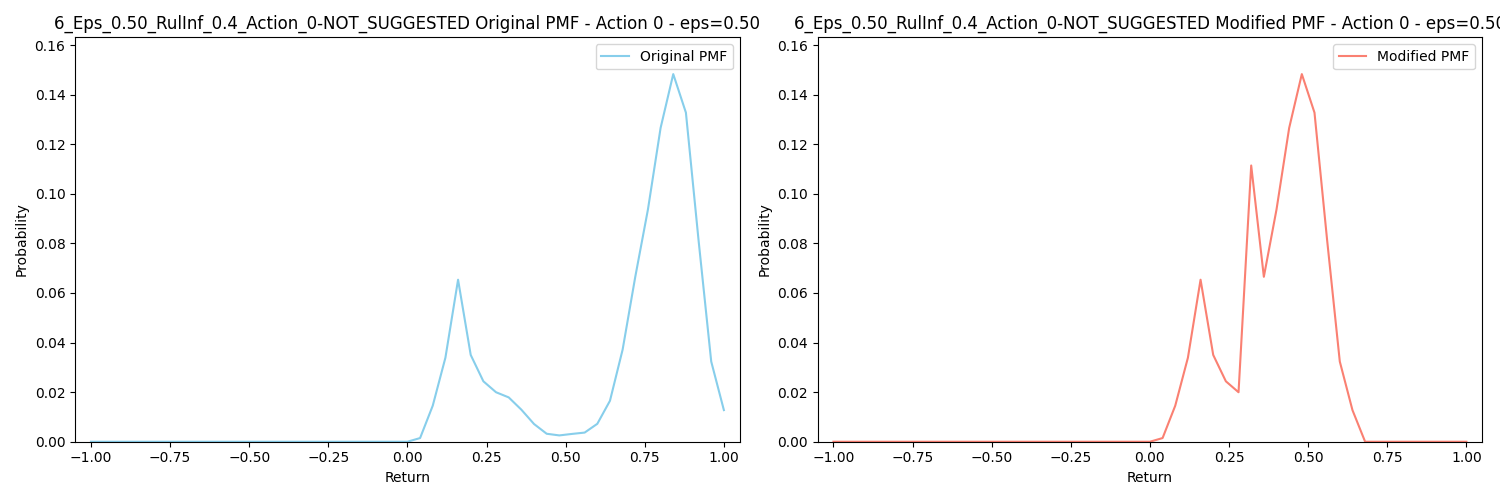 6_Eps_0.50_RulInf_0.4_Action_0-NOT_SUGGESTED Original PMF - Action 0 - eps=0.50
Original PMF
0.16
0.14
0.12
0.10
0.08
0.06
0.04
0.02
0.00
Probability
−1.00 −0.75 −0.50 −0.25 0.00 0.25 0.50 0.75 1.00
Return
6_Eps_0.50_RulInf_0.4_Action_0-NOT_SUGGESTED Modified PMF - Action 0 - eps=0.50
Modified PMF
0.16
0.14
0.12
0.10
0.08
0.06
0.04
0.02
0.00
Probability
−1.00 −0.75 −0.50 −0.25 0.00 0.25 0.50 0.75 1.00
Return